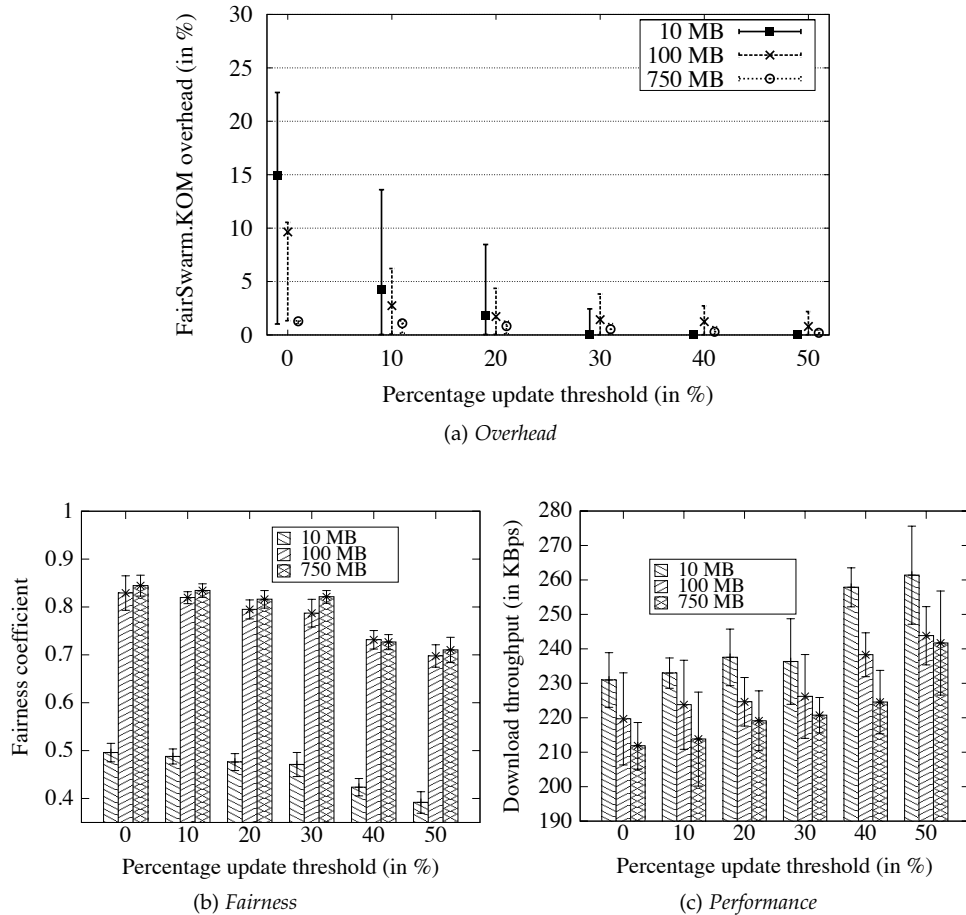 FairSwarm.KOM overhead (in %)
30
25
20
15
10
5
0
10 MB
100 MB
750 MB
0 10 20 30 40 50
Percentage update threshold (in %)
(a) Overhead
Fairness coefficient
1
0.9
0.8
0.7
0.6
0.5
0.4
10 MB
100 MB
750 MB
0 10 20 30 40 50
Percentage update threshold (in %)
(b) Fairness
Download throughput (in KBps)
280
270
260
250
240
230
220
210
200
190
10 MB
100 MB
750 MB
0 10 20 30 40 50
Percentage update threshold (in %)
(c) Performance